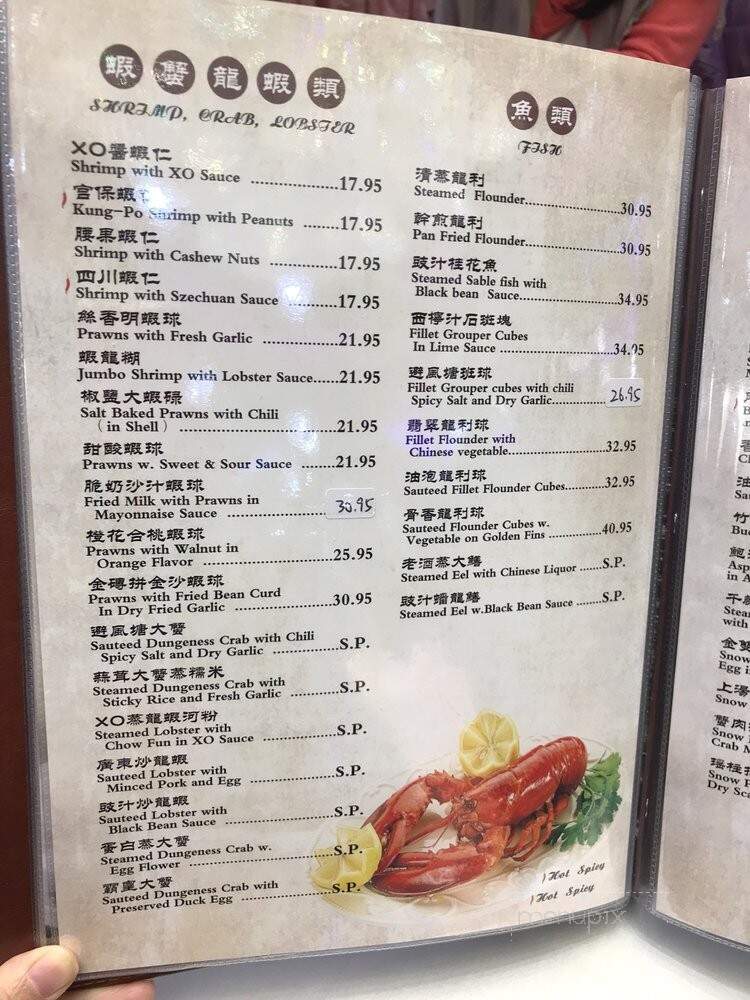 蝦蟹龍蝦類
SHRIMP, CRAB, LOBSTER
XO醬蝦仁
Shrimp with XO Sauce ..................17.95
宮保蝦仁
Kung-Po Shrimp with Peanuts ........17.95
腰果蝦仁
Shrimp with Cashew Nuts ...............17.95
四川蝦仁
Shrimp with Szechuan Sauce ............17.95
絲香明蝦球
Prawns with Fresh Garlic ................21.95
蝦龍糊
Jumbo Shrimp with Lobster Sauce......21.95
椒鹽大蝦碌
Salt Baked Prawns with Chili
(in Shell) ...................................21.95
甜酸蝦球
Prawns w. Sweet & Sour Sauce .........21.95
脆奶沙汁蝦球
Fried Milk with Prawns in
Mayonnaise Sauce ....................30.95
橙花合桃蝦球
Prawns with Walnut in
Orange Flavor ..........................25.95
金磚拼金沙蝦球
Prawns with Fried Bean Curd
In Dry Fried Garlic ...................30.95
避風塘大蟹
Sauteed Dungeness Crab with Chili
Spicy Salt and Dry Garlic .............S.P.
蒜茸大蟹蒸糯米
Steamed Dungeness Crab with
Sticky Rice and Fresh Garlic ..........S.P.
XO蒸龍蝦河粉
Steamed Lobster with
Chow Fun in XO Sauce ...............S.P.
廣東炒龍蝦
Sauteed Lobster with
Minced Pork and Egg .................S.P.
豉汁炒龍蝦
Sauteed Lobster with
Black Bean Sauce ......................S.P.
蛋白蒸大蟹
Steamed Dungeness Crab w.
Egg Flower .............................S.P.
霸皇大蟹
Sauteed Dungeness Crab with
Preserved Duck Egg ...................S.P.
魚類
FISH
清蒸龍利
Steamed Flounder.......................30.95
幹煎龍利
Pan Fried Flounder.....................30.95
豉汁桂花魚
Steamed Sable fish with
Black bean Sauce......................34.95
西檸汁石斑塊
Fillet Grouper Cubes
In Lime Sauce ..........................34.95
避風塘斑球
Fillet Grouper cubes with chili
Spicy Salt and Dry Garlic.............26.95
翡翠龍利球
Fillet Flounder with
Chinese vegetable......................32.95
油泡龍利球
Sauteed Fillet Flounder Cubes...........32.95
骨香龍利球
Sauteed Flounder Cubes w.
Vegetable on Golden Fins ............40.95
老酒蒸大鱔
Steamed Eel with Chinese Liquor .......S.P.
豉汁蟠龍鱔
Steamed Eel w.Black Bean Sauce .......S.P.
)Hot Spicy
)Hot Spicy
menupix